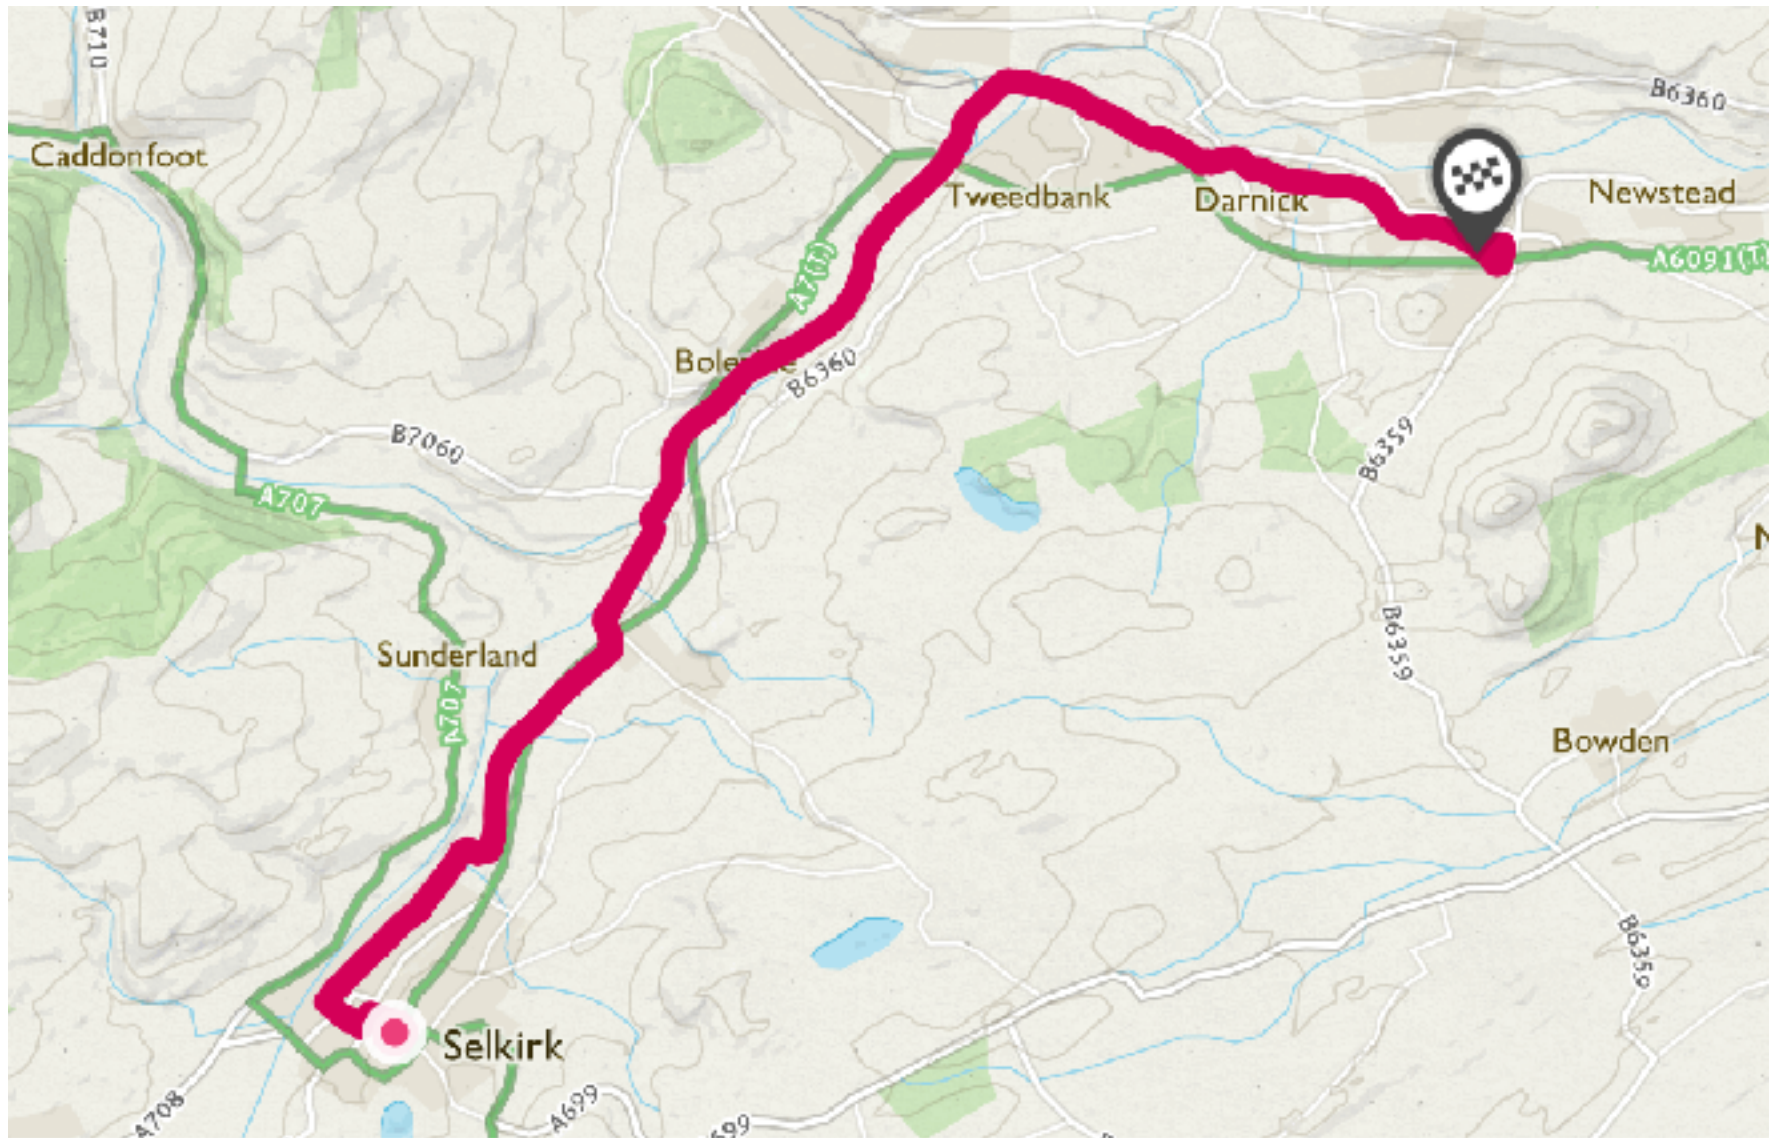 B710
B6360
Caddonfoot
Tweedbank
Darnick
Newstead
A6091(T)
A7(T)
B6360
B7060
B6359
A707
B6359
Sunderland
A707
Bowden
B6359
Selkirk
A708
A699